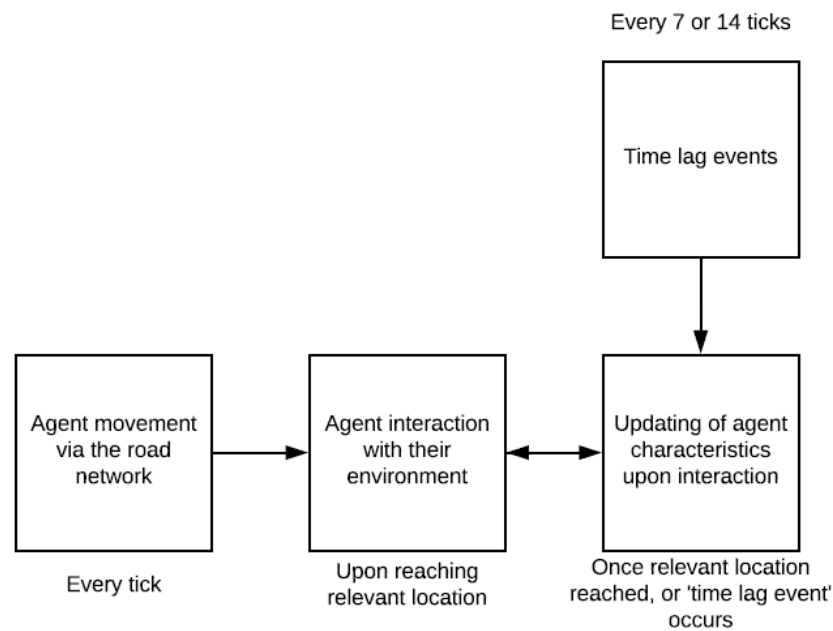 Every 7 or 14 ticks
Time lag events
Agent movement
via the road
network
Agent interaction
with their
environment
Updating of agent
characteristics
upon interaction
Every tick
Upon reaching
relevant location
Once relevant location
reached, or 'time lag event'
occurs